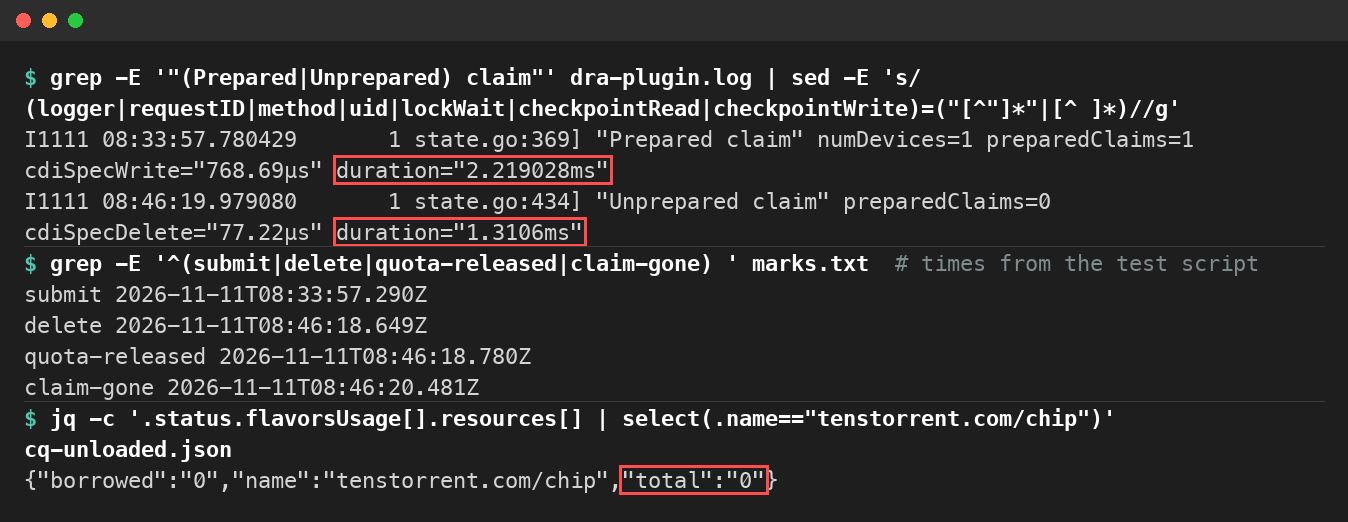 $ grep -E '"(Prepared|Unprepared) claim"' dra-plugin.log | sed -E 's/
(logger|requestID|method|uid|lockWait|checkpointRead|checkpointWrite)=("[^"]*"|[^ ]*)//g'
I1111 08:33:57.780429       1 state.go:369] "Prepared claim" numDevices=1 preparedClaims=1
cdiSpecWrite="768.69µs" duration="2.219028ms"
I1111 08:46:19.979080       1 state.go:434] "Unprepared claim" preparedClaims=0
cdiSpecDelete="77.22µs" duration="1.3106ms"
$ grep -E '^(submit|delete|quota-released|claim-gone) ' marks.txt  # times from the test script
submit 2026-11-11T08:33:57.290Z
delete 2026-11-11T08:46:18.649Z
quota-released 2026-11-11T08:46:18.780Z
claim-gone 2026-11-11T08:46:20.481Z
$ jq -c '.status.flavorsUsage[].resources[] | select(.name=="tenstorrent.com/chip")'
cq-unloaded.json
{"borrowed":"0","name":"tenstorrent.com/chip","total":"0"}